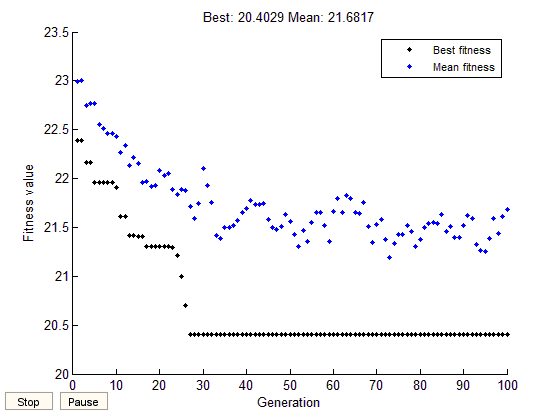 Best: 20.4029 Mean: 21.6817
23.5
Best fitness
Mean fitness
23
22.5
22
21.5
21
20.5
20
Fitness value
0 10 20 30 40 50 60 70 80 90 100
Generation
Stop Pause